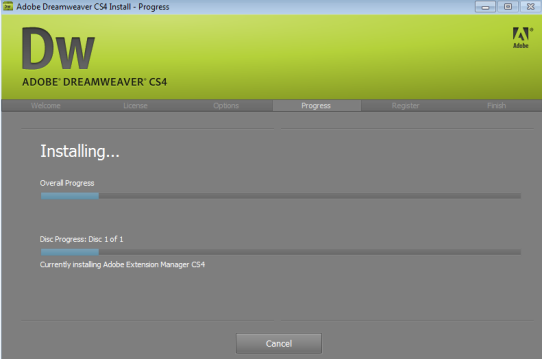 Dw Adobe Dreamweaver CS4 Install - Progress
Dw
Adobe
ADOBE® DREAMWEAVER® CS4
Welcome License Options Progress Register Finish
Installing...
Overall Progress
Disc Progress: Disc 1 of 1
Currently installing Adobe Extension Manager CS4
Cancel